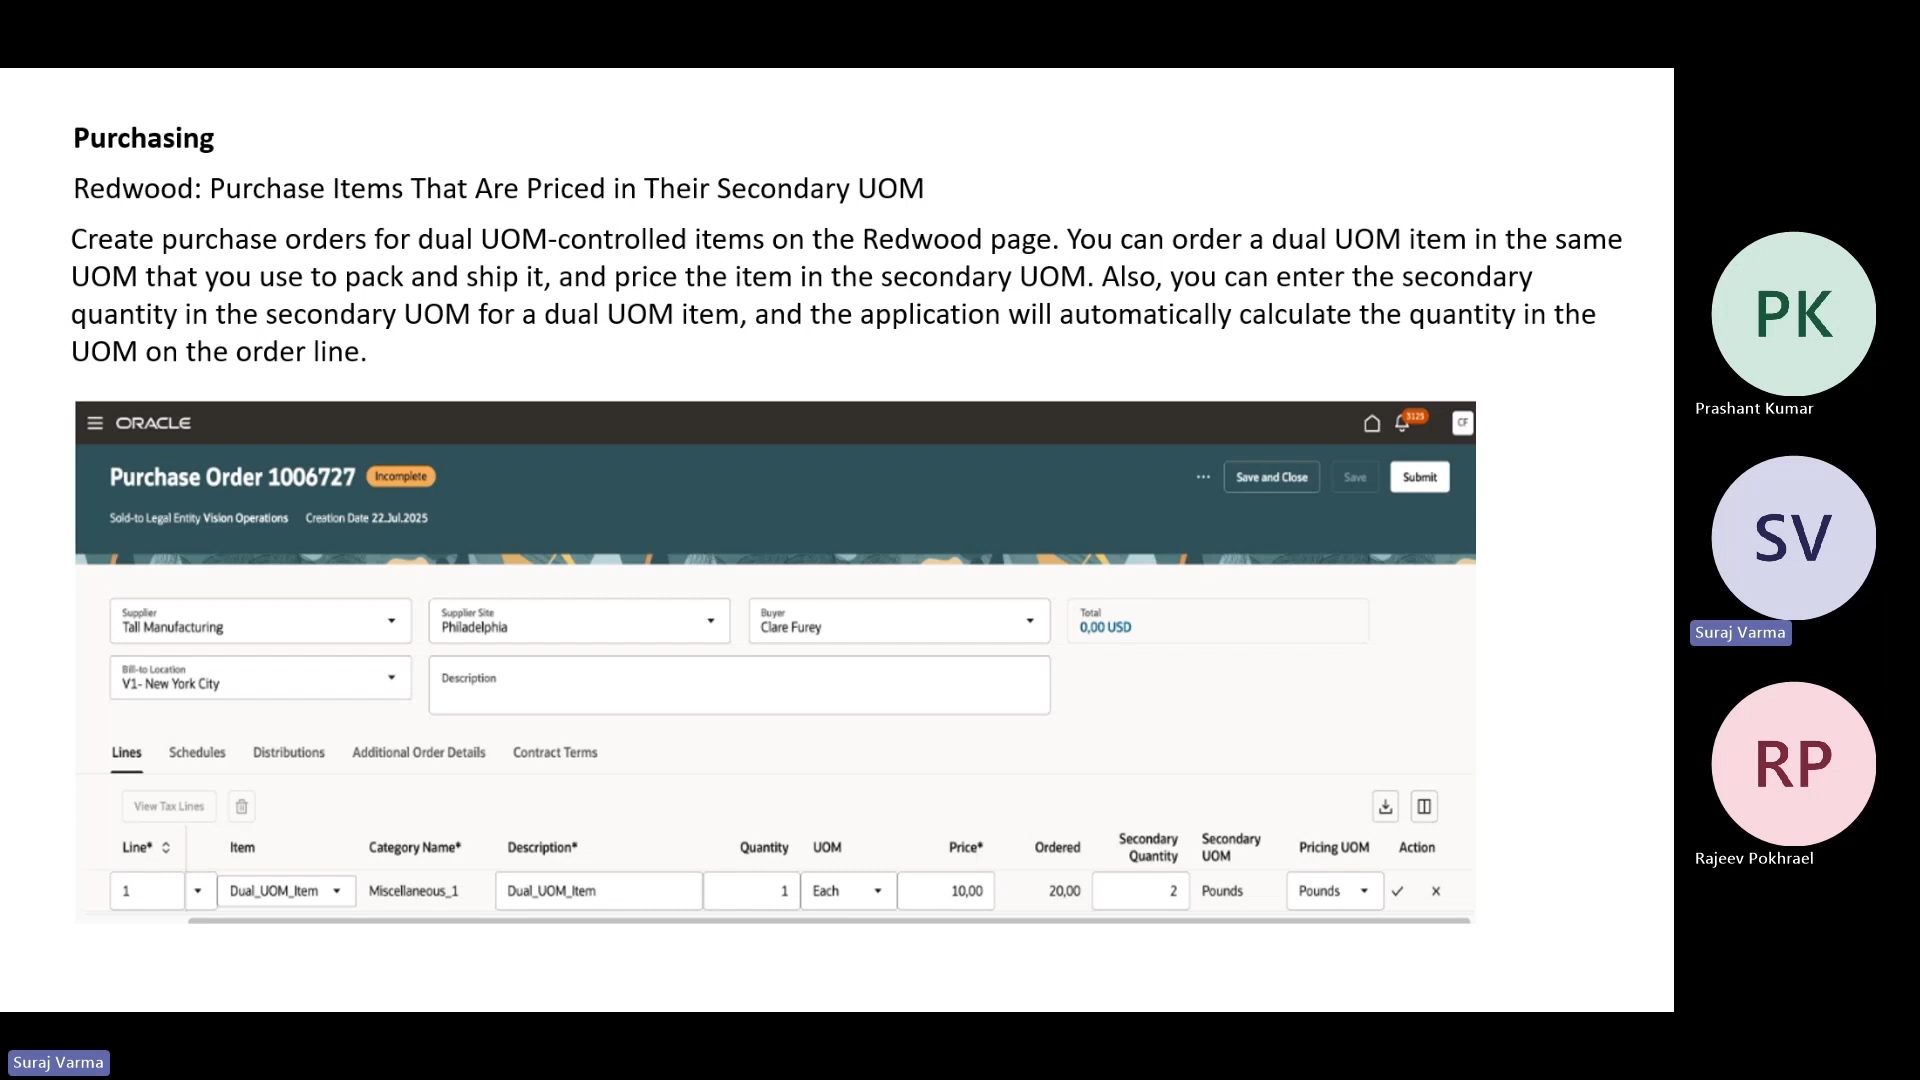 Purchasing
Redwood: Purchase Items That Are Priced in Their Secondary UOM
Create purchase orders for dual UOM-controlled items on the Redwood page. You can order a dual UOM item in the same
UOM that you use to pack and ship it, and price the item in the secondary UOM. Also, you can enter the secondary
quantity in the secondary UOM for a dual UOM item, and the application will automatically calculate the quantity in the
UOM on the order line.
ORACLE
3125
CF
Purchase Order 1006727 Incomplete
... Save and Close Save Submit
Sold-to Legal Entity Vision Operations Creation Date 22.Jul.2025
Supplier
Tall Manufacturing
Supplier Site
Philadelphia
Buyer
Clare Furey
Total
0,00 USD
Bill-to Location
V1- New York City
Description
Lines Schedules Distributions Additional Order Details Contract Terms
View Tax Lines
Line* Item Category Name* Description* Quantity UOM Price* Ordered Secondary Quantity Secondary UOM Pricing UOM Action
1 Dual_UOM_Item Miscellaneous_1 Dual_UOM_Item 1 Each 10,00 20,00 2 Pounds Pounds
PK
Prashant Kumar
SV
Suraj Varma
RP
Rajeev Pokhrael
Suraj Varma